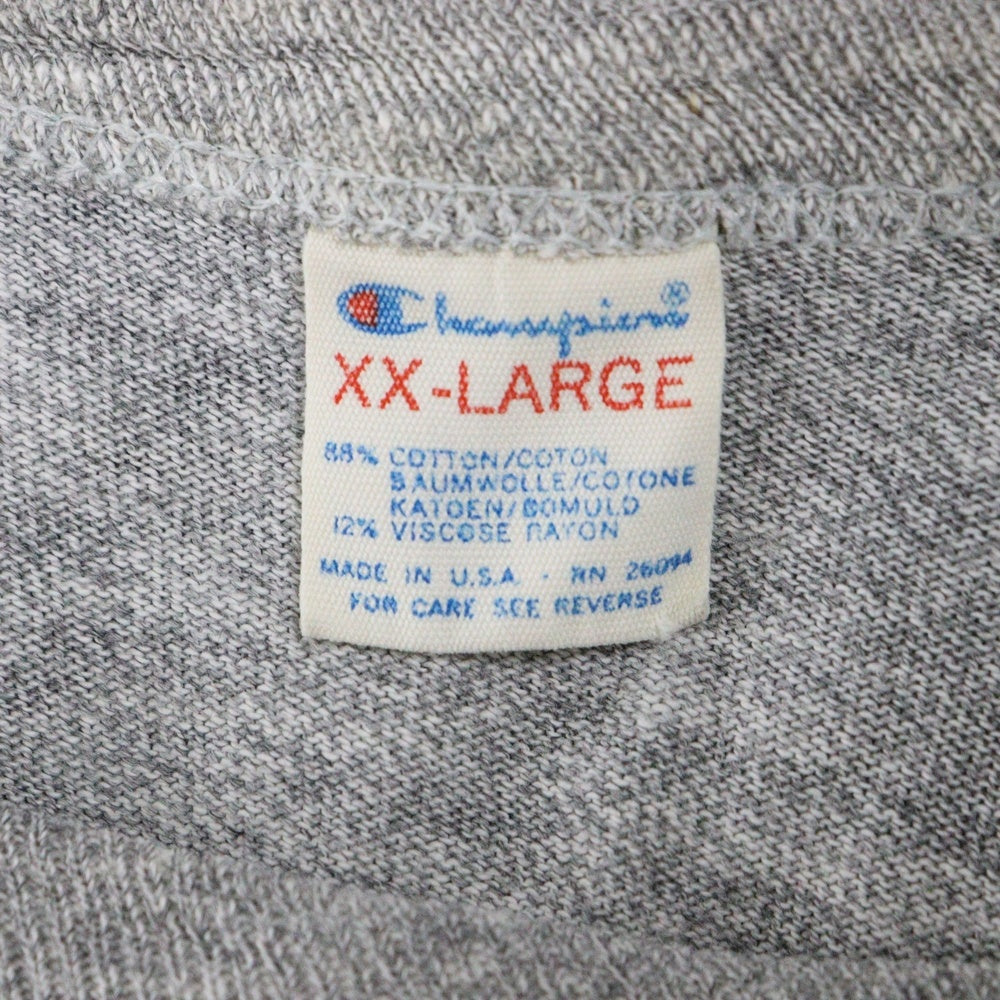 Champion®
XX-LARGE
88% COTTON/COTON
BAUMWOLLE/COTONE
KATOEN/BOMULD
12% VISCOSE RAYON
MADE IN U.S.A. · RN 26094
FOR CARE SEE REVERSE